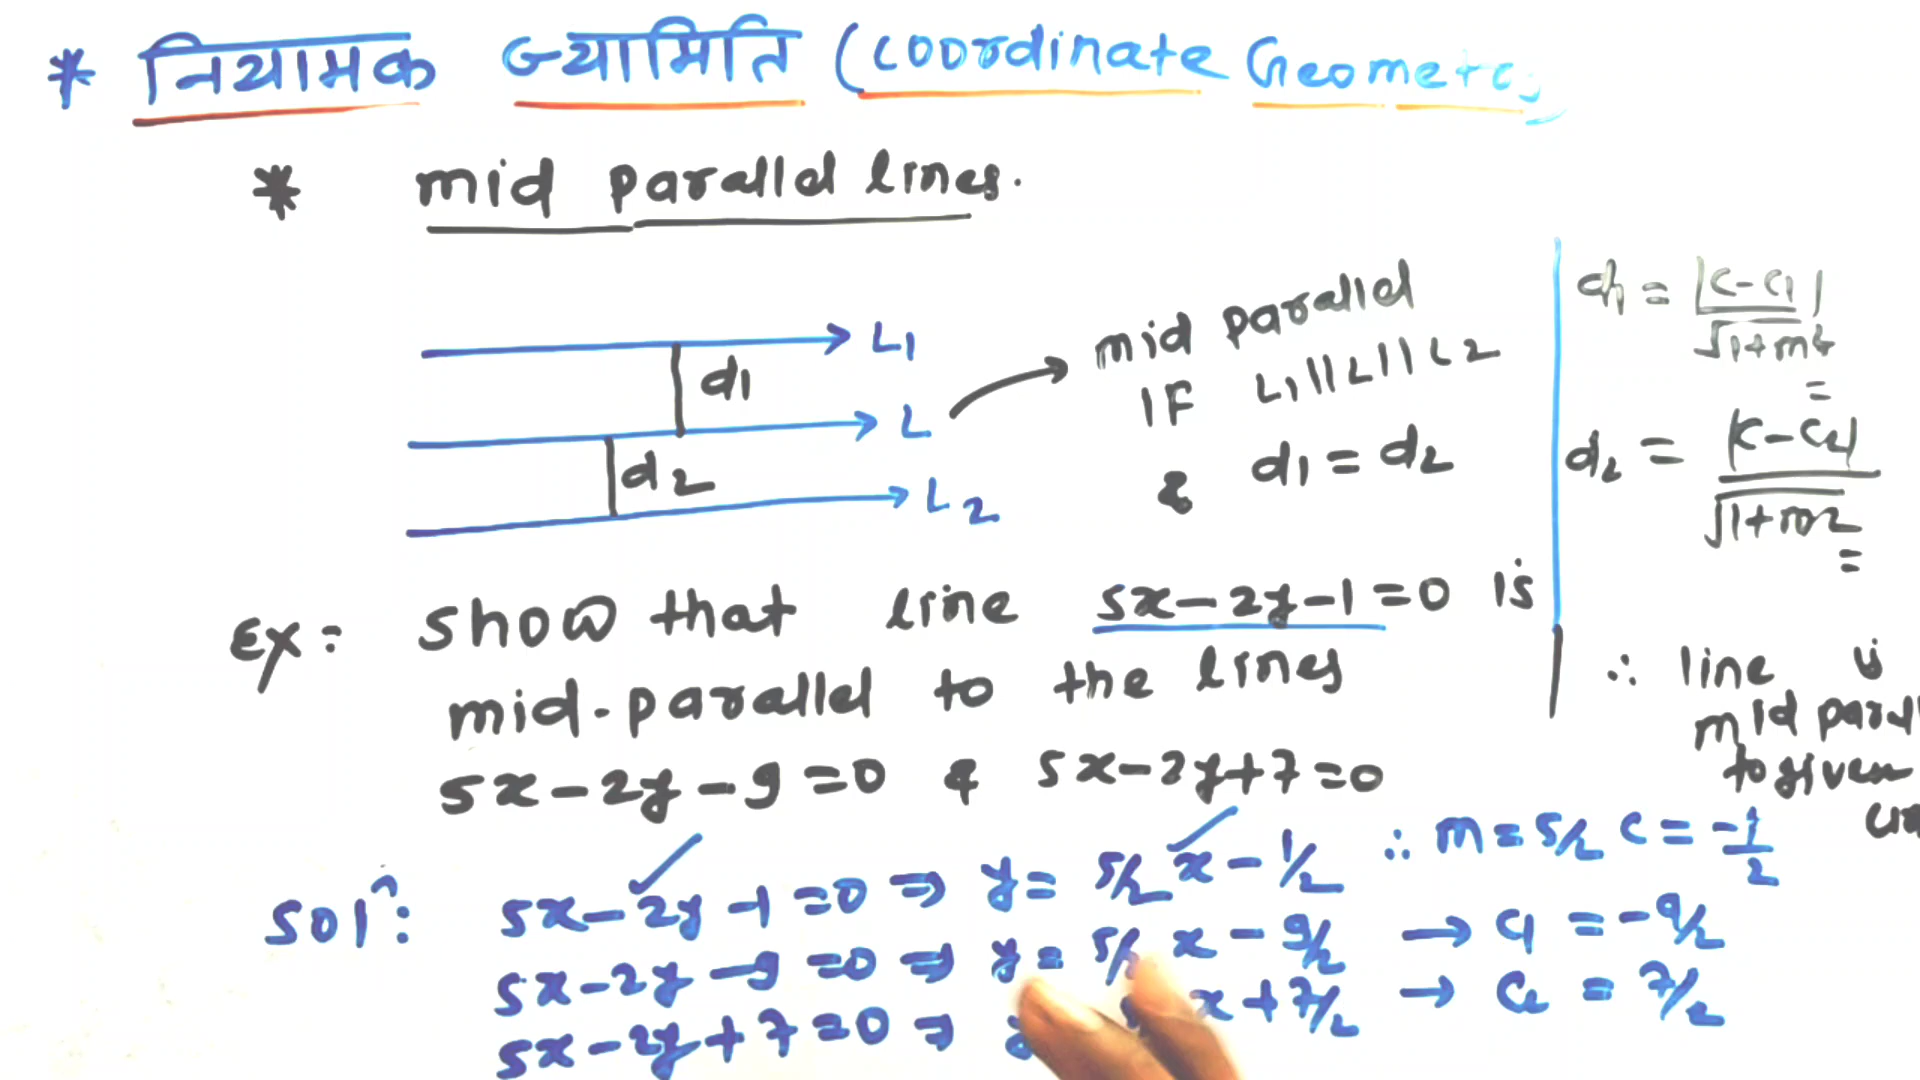 * नियामक ज्यामिति (coordinate Geometry
* mid parallel lines.
L1
d1
L
d2
L2
mid parallel
IF L1||L||L2
& d1 = d2
d1 = |c-c1| / √1+m2
d2 = |c-c2| / √1+m2
Ex: show that line 5x-2y-1=0 is
mid-parallel to the lines
5x-2y-9=0 & 5x-2y+7=0
∴ line is
mid parall
to given
Soln: 5x-2y-1=0 ⇒ y= 5/2 x-1/2 ∴ m=5/2 c=-1/2
5x-2y-9=0 ⇒ y= 5/2 x-9/2 → c1 =-9/2
5x-2y+7=0 ⇒ y x+7/2 → c2 = 7/2